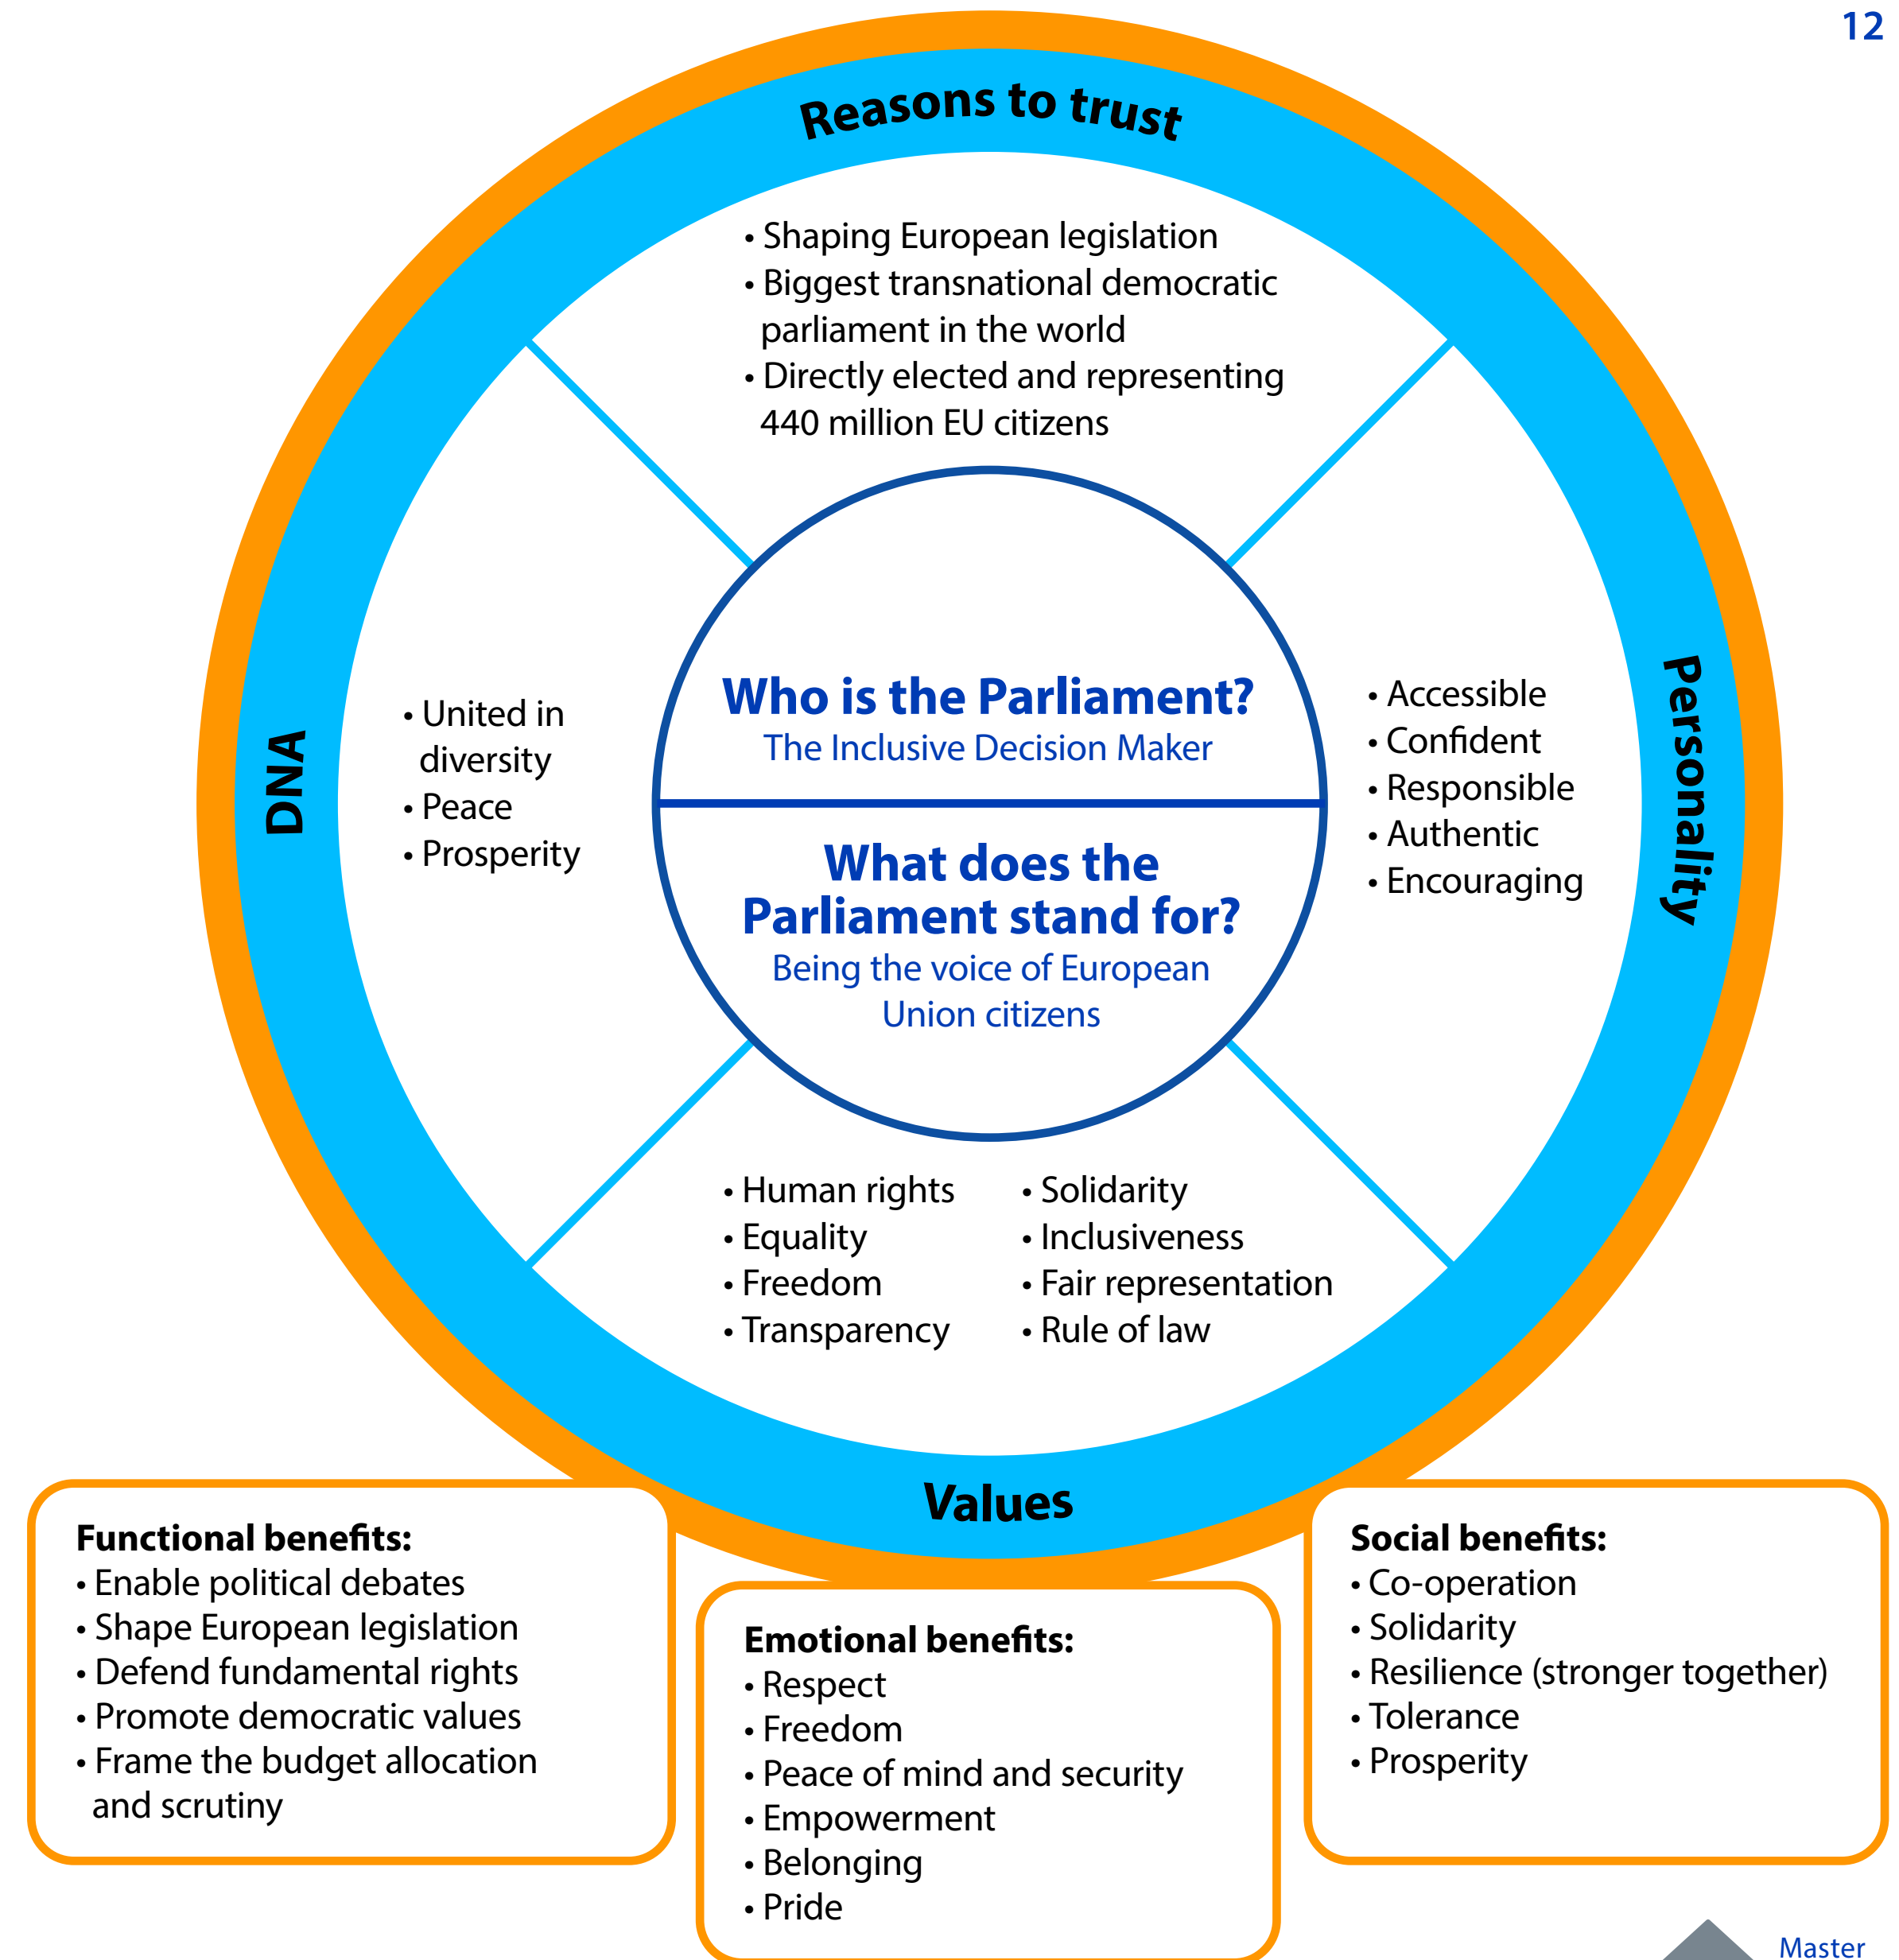 12
Reasons to trust
• Shaping European legislation
• Biggest transnational democratic
parliament in the world
• Directly elected and representing
440 million EU citizens
DNA
• United in
diversity
• Peace
• Prosperity
Who is the Parliament?
The Inclusive Decision Maker
What does the
Parliament stand for?
Being the voice of European
Union citizens
• Accessible
• Confident
• Responsible
• Authentic
• Encouraging
Personality
• Human rights
• Equality
• Freedom
• Transparency
• Solidarity
• Inclusiveness
• Fair representation
• Rule of law
Values
Functional benefits:
• Enable political debates
• Shape European legislation
• Defend fundamental rights
• Promote democratic values
• Frame the budget allocation
and scrutiny
Emotional benefits:
• Respect
• Freedom
• Peace of mind and security
• Empowerment
• Belonging
• Pride
Social benefits:
• Co-operation
• Solidarity
• Resilience (stronger together)
• Tolerance
• Prosperity
Master